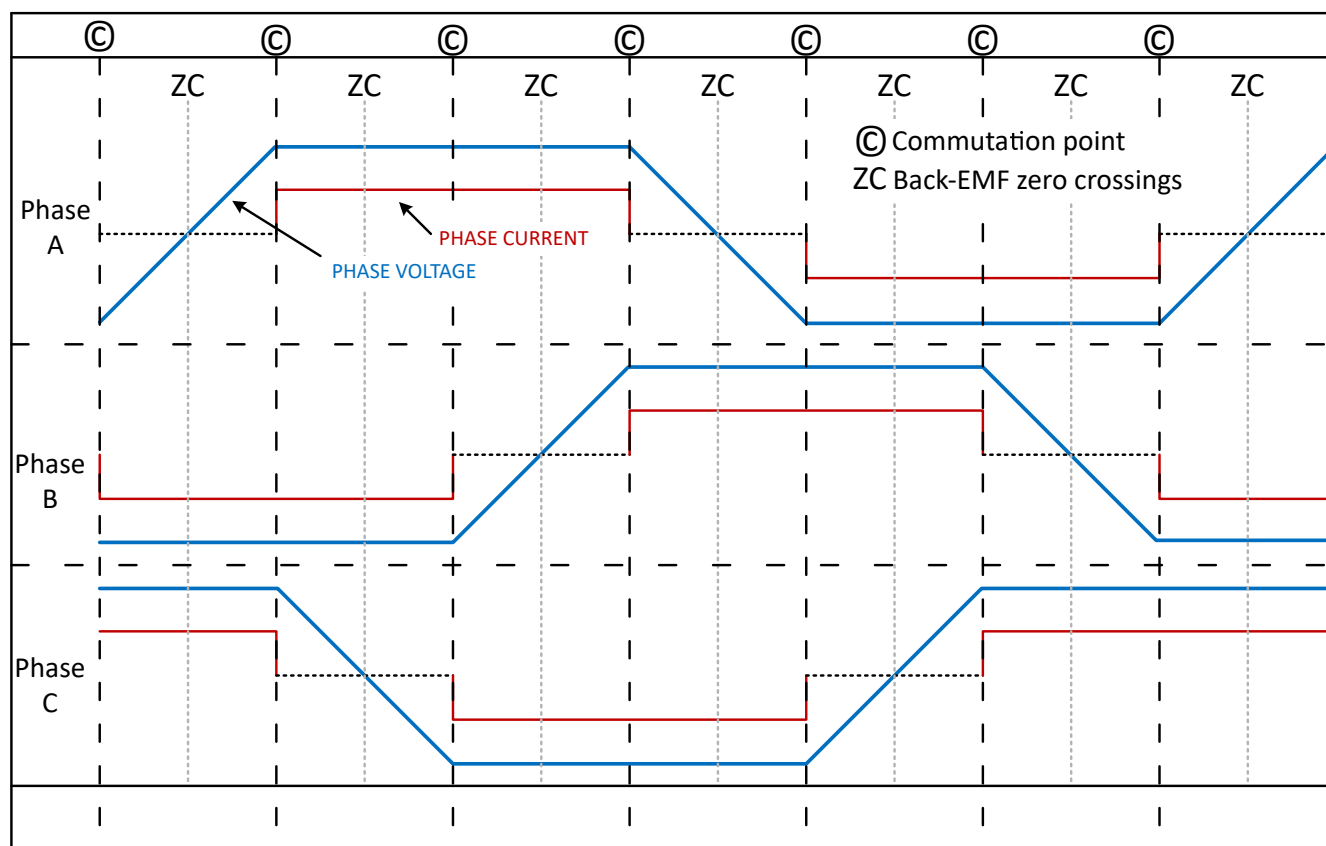 © © © © © © ©
ZC ZC ZC ZC ZC ZC ZC
© Commutation point
ZC Back-EMF zero crossings
Phase
A
PHASE CURRENT
PHASE VOLTAGE
Phase
B
Phase
C